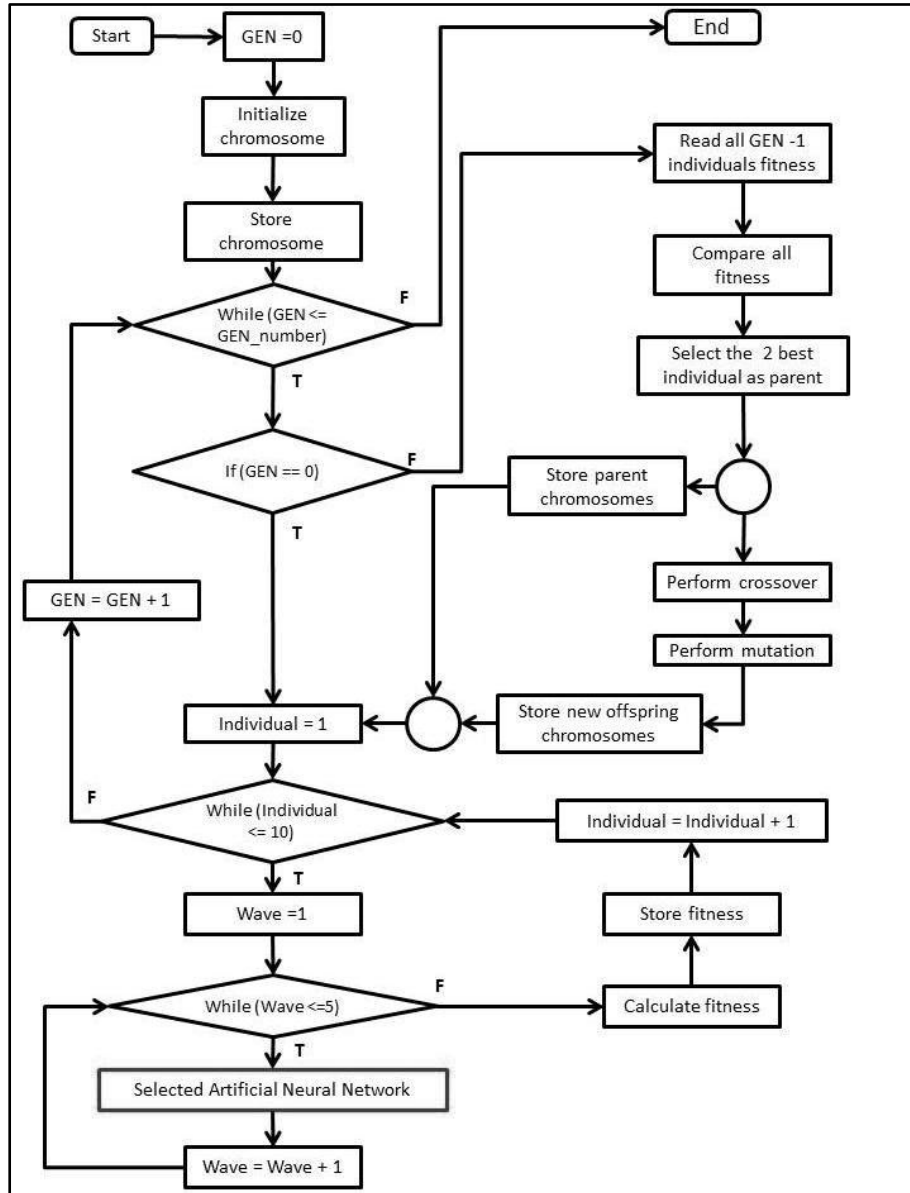 Start
GEN =0
End
Initialize
chromosome
Read all GEN -1
individuals fitness
Store
chromosome
Compare all
fitness
While (GEN <=
GEN_number)
F
T
Select the 2 best
individual as parent
If (GEN == 0)
F
T
Store parent
chromosomes
Perform crossover
GEN = GEN + 1
Perform mutation
Individual = 1
Store new offspring
chromosomes
While (Individual
<= 10)
F
T
Individual = Individual + 1
Wave =1
Store fitness
While (Wave <=5)
F
T
Calculate fitness
Selected Artificial Neural Network
Wave = Wave + 1